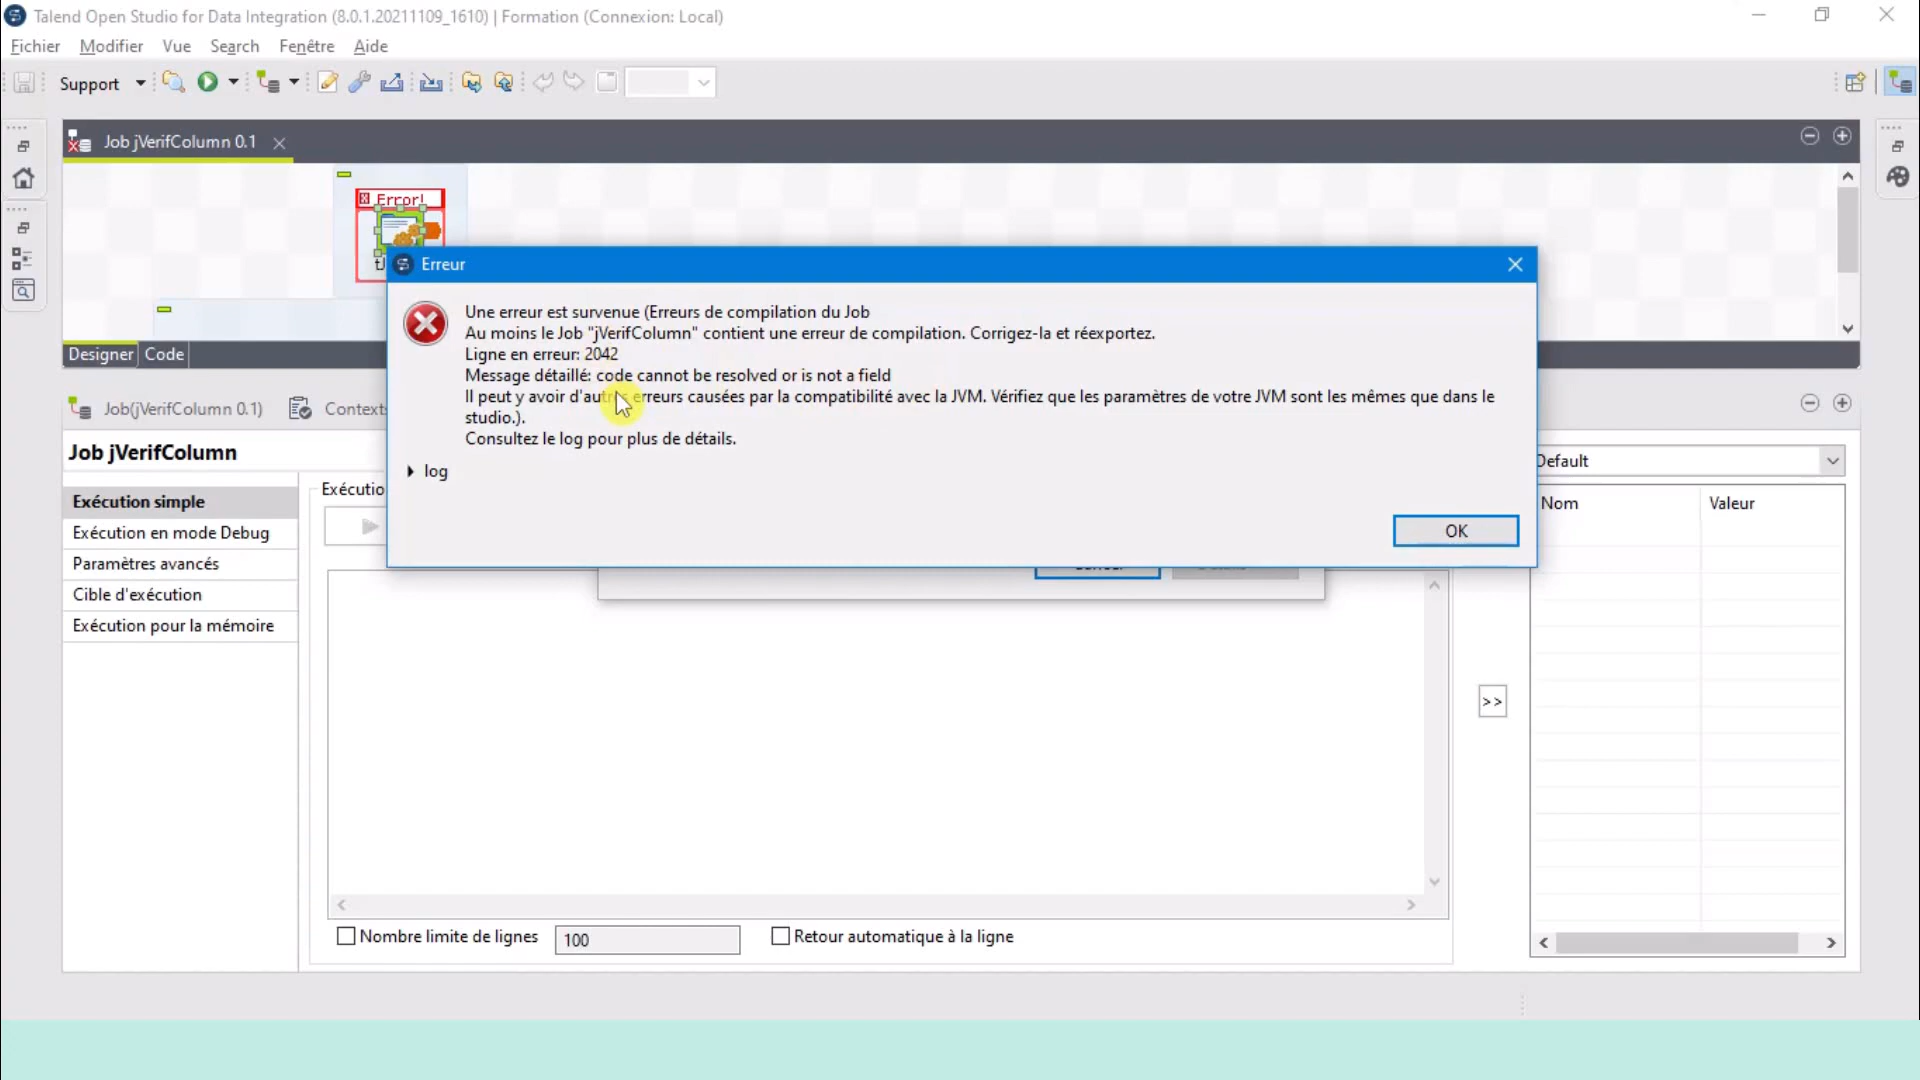 Talend Open Studio for Data Integration (8.0.1.20211109_1610) | Formation (Connexion: Local)
Fichier Modifier Vue Search Fenêtre Aide
Support
Job jVerifColumn 0.1
Error!
Erreur
Une erreur est survenue (Erreurs de compilation du Job
Au moins le Job "jVerifColumn" contient une erreur de compilation. Corrigez-la et réexportez.
Ligne en erreur: 2042
Message détaillé: code cannot be resolved or is not a field
Il peut y avoir d'autres erreurs causées par la compatibilité avec la JVM. Vérifiez que les paramètres de votre JVM sont les mêmes que dans le
studio.).
Consultez le log pour plus de détails.
log
OK
Designer Code
Job(jVerifColumn 0.1) Contexts
Job jVerifColumn
Default
Exécution simple
Exécution en mode Debug
Paramètres avancés
Cible d'exécution
Exécution pour la mémoire
Nom Valeur
>>
Nombre limite de lignes 100 Retour automatique à la ligne